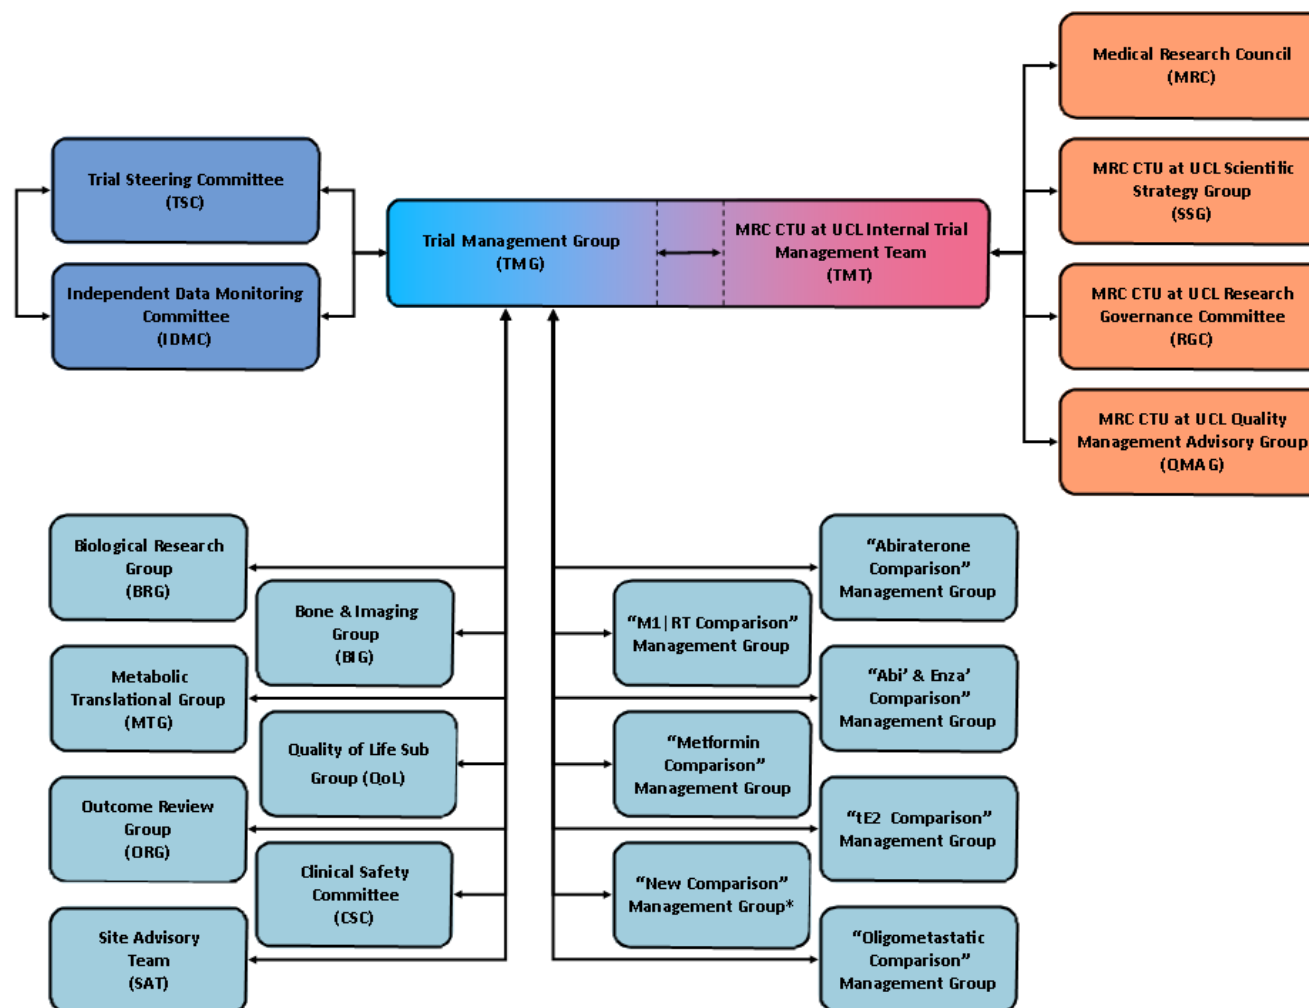 Medical Research Council
(MRC)
Trial Steering Committee
(TSC)
MRC CTU at UCL Scientific
Strategy Group
(SSG)
Trial Management Group
(TMG)
MRC CTU at UCL Internal Trial
Management Team
(TMT)
Independent Data Monitoring
Committee
(IDMC)
MRC CTU at UCL Research
Governance Committee
(RGC)
MRC CTU at UCL Quality
Management Advisory Group
(QMAG)
Biological Research
Group
(BRG)
Bone & Imaging
Group
(BIG)
Metabolic
Translational Group
(MTG)
Quality of Life Sub
Group (QoL)
Outcome Review
Group
(ORG)
Clinical Safety
Committee
(CSC)
Site Advisory
Team
(SAT)
“Abiraterone
Comparison”
Management Group
“M1|RT Comparison”
Management Group
“Abi’ & Enza’
Comparison”
Management Group
“Metformin
Comparison”
Management Group
“tE2 Comparison”
Management Group
“New Comparison”
Management Group*
“Oligometastatic
Comparison”
Management Group